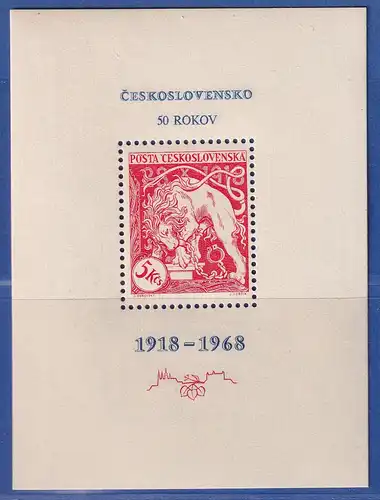 ČESKOSLOVENSKO
50 ROKOV
POŠTA ČESKOSLOVENSKÁ
5 Kčs
1918 – 1968